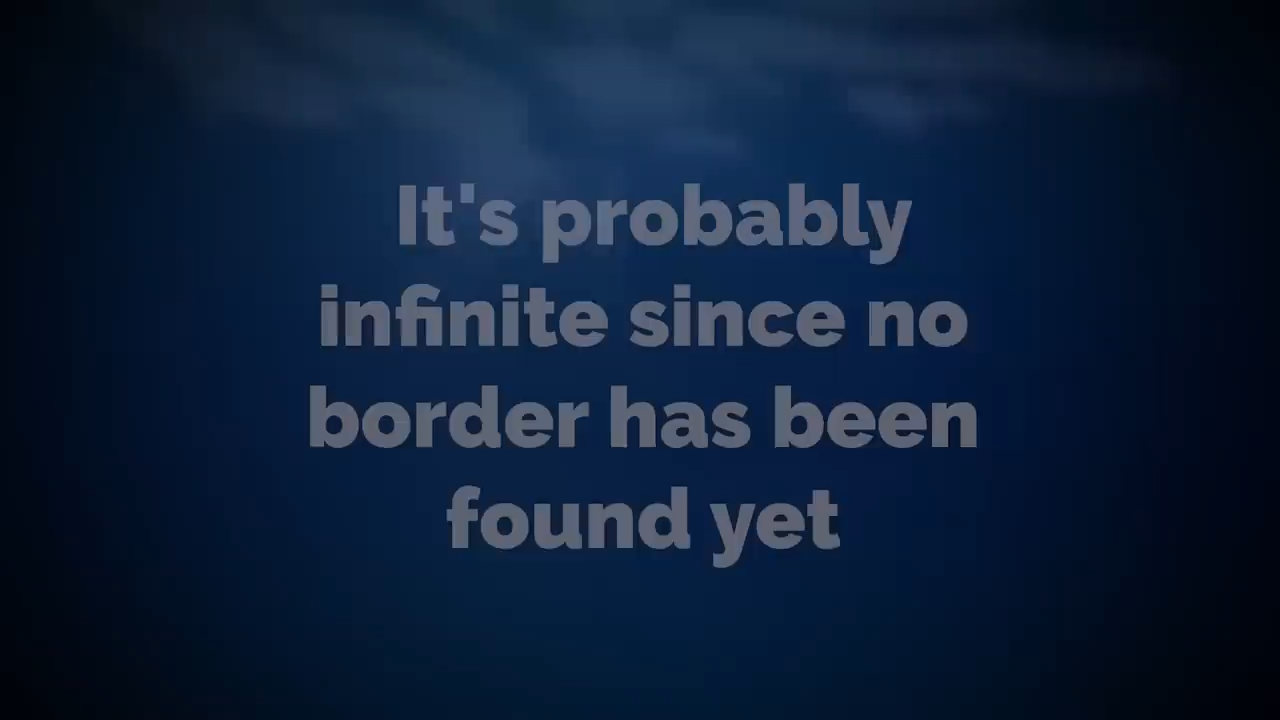 It's probably
infinite since no
border has been
found yet